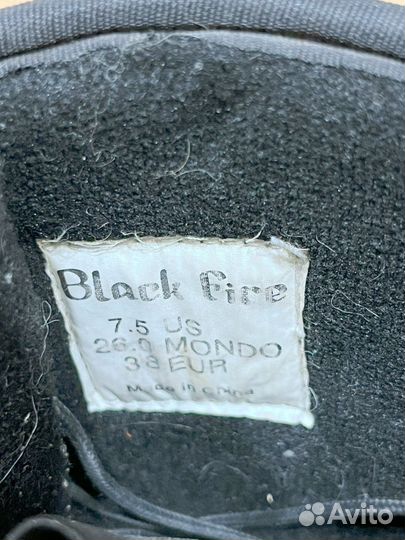 Black Fire
7.5 US
26.0 MONDO
38 EUR
Made in China
Avito